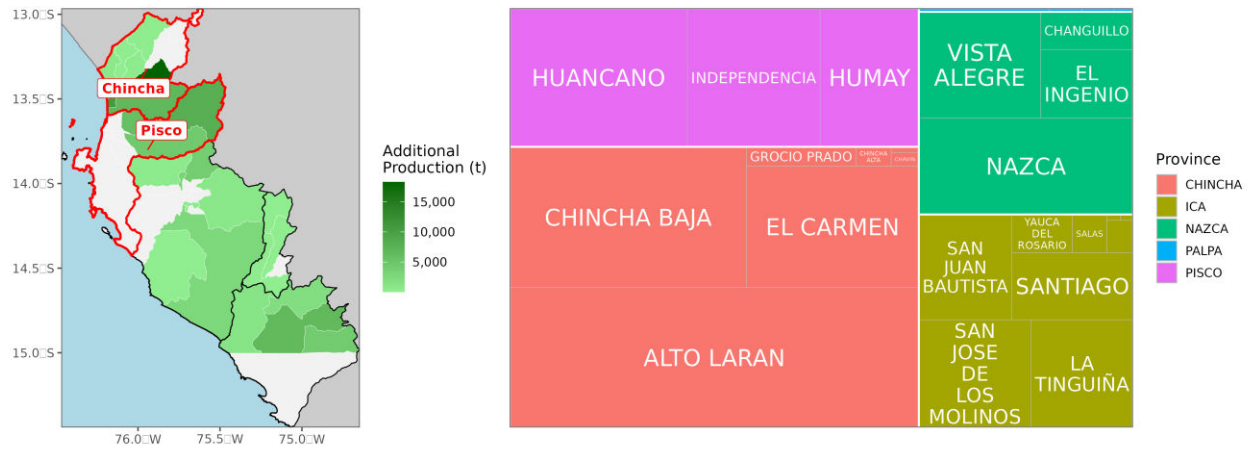 13.0□S
13.5□S
14.0□S
14.5□S
15.0□S
76.0□W
75.5□W
75.0□W
Chincha
Pisco
Additional
Production (t)
15,000
10,000
5,000
HUANCANO
INDEPENDENCIA
HUMAY
VISTA
ALEGRE
CHANGUILLO
EL
INGENIO
NAZCA
GROCIO PRADO
CHINCHA
ALTA
CHINCHA BAJA
EL CARMEN
ALTO LARAN
SAN
JUAN
BAUTISTA
YAUCA
DEL
ROSARIO
SALAS
SANTIAGO
SAN
JOSE
DE
LOS
MOLINOS
LA
TINGUIÑA
Province
CHINCHA
ICA
NAZCA
PALPA
PISCO